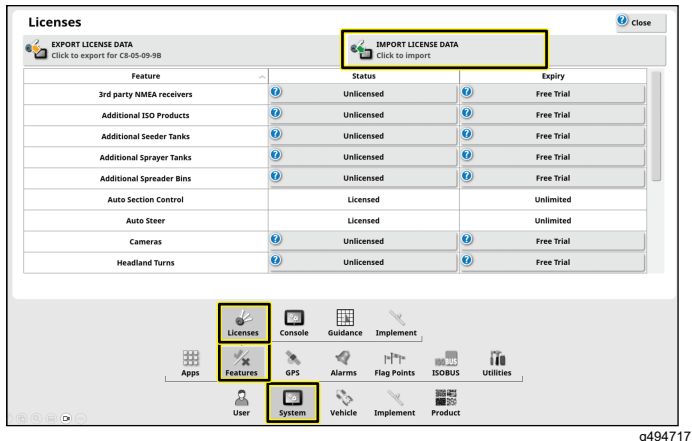 Licenses
Close
EXPORT LICENSE DATA
Click to export for C8-05-09-9B
IMPORT LICENSE DATA
Click to import
Feature Status Expiry
3rd party NMEA receivers ? Unlicensed ? Free Trial
Additional ISO Products ? Unlicensed ? Free Trial
Additional Seeder Tanks ? Unlicensed ? Free Trial
Additional Sprayer Tanks ? Unlicensed ? Free Trial
Additional Spreader Bins ? Unlicensed ? Free Trial
Auto Section Control Licensed Unlimited
Auto Steer Licensed Unlimited
Cameras ? Unlicensed ? Free Trial
Headland Turns ? Unlicensed ? Free Trial
Licenses Console Guidance Implement
Apps Features GPS Alarms Flag Points ISOBUS Utilities
User System Vehicle Implement Product
g494717